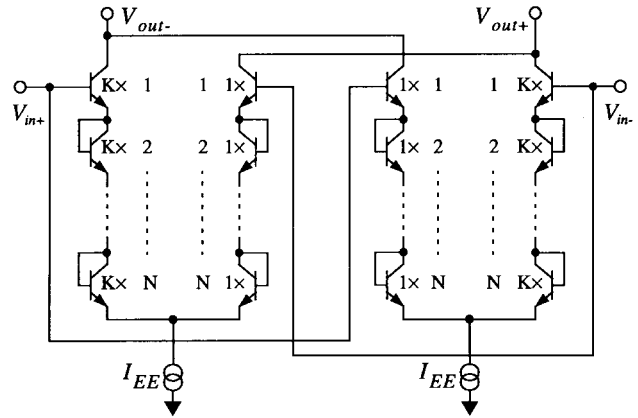 V_out-
V_out+
K× 1 1 1× 1× 1 1 K×
V_in+
V_in-
K× 2 2 1× 1× 2 2 K×
K× N N 1× 1× N N K×
I_EE
I_EE